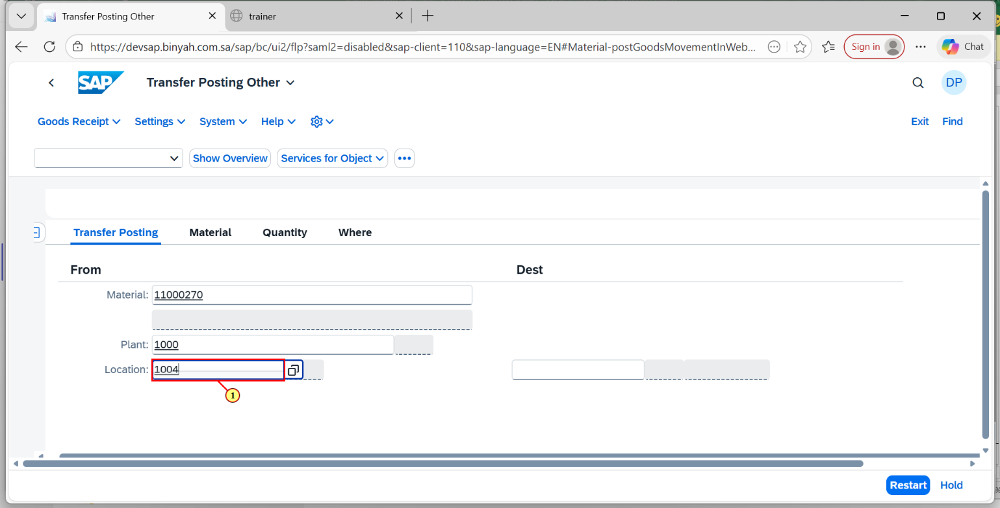 Transfer Posting Other
trainer
https://devsap.binyah.com.sa/sap/bc/ui2/flp?saml2=disabled&sap-client=110&sap-language=EN#Material-postGoodsMovementInWeb...
Sign in
Chat
SAP
Transfer Posting Other
DP
Goods Receipt
Settings
System
Help
Exit
Find
Show Overview
Services for Object
Transfer Posting
Material
Quantity
Where
From
Dest
Material: 11000270
Plant: 1000
Location: 1004
1
Restart
Hold